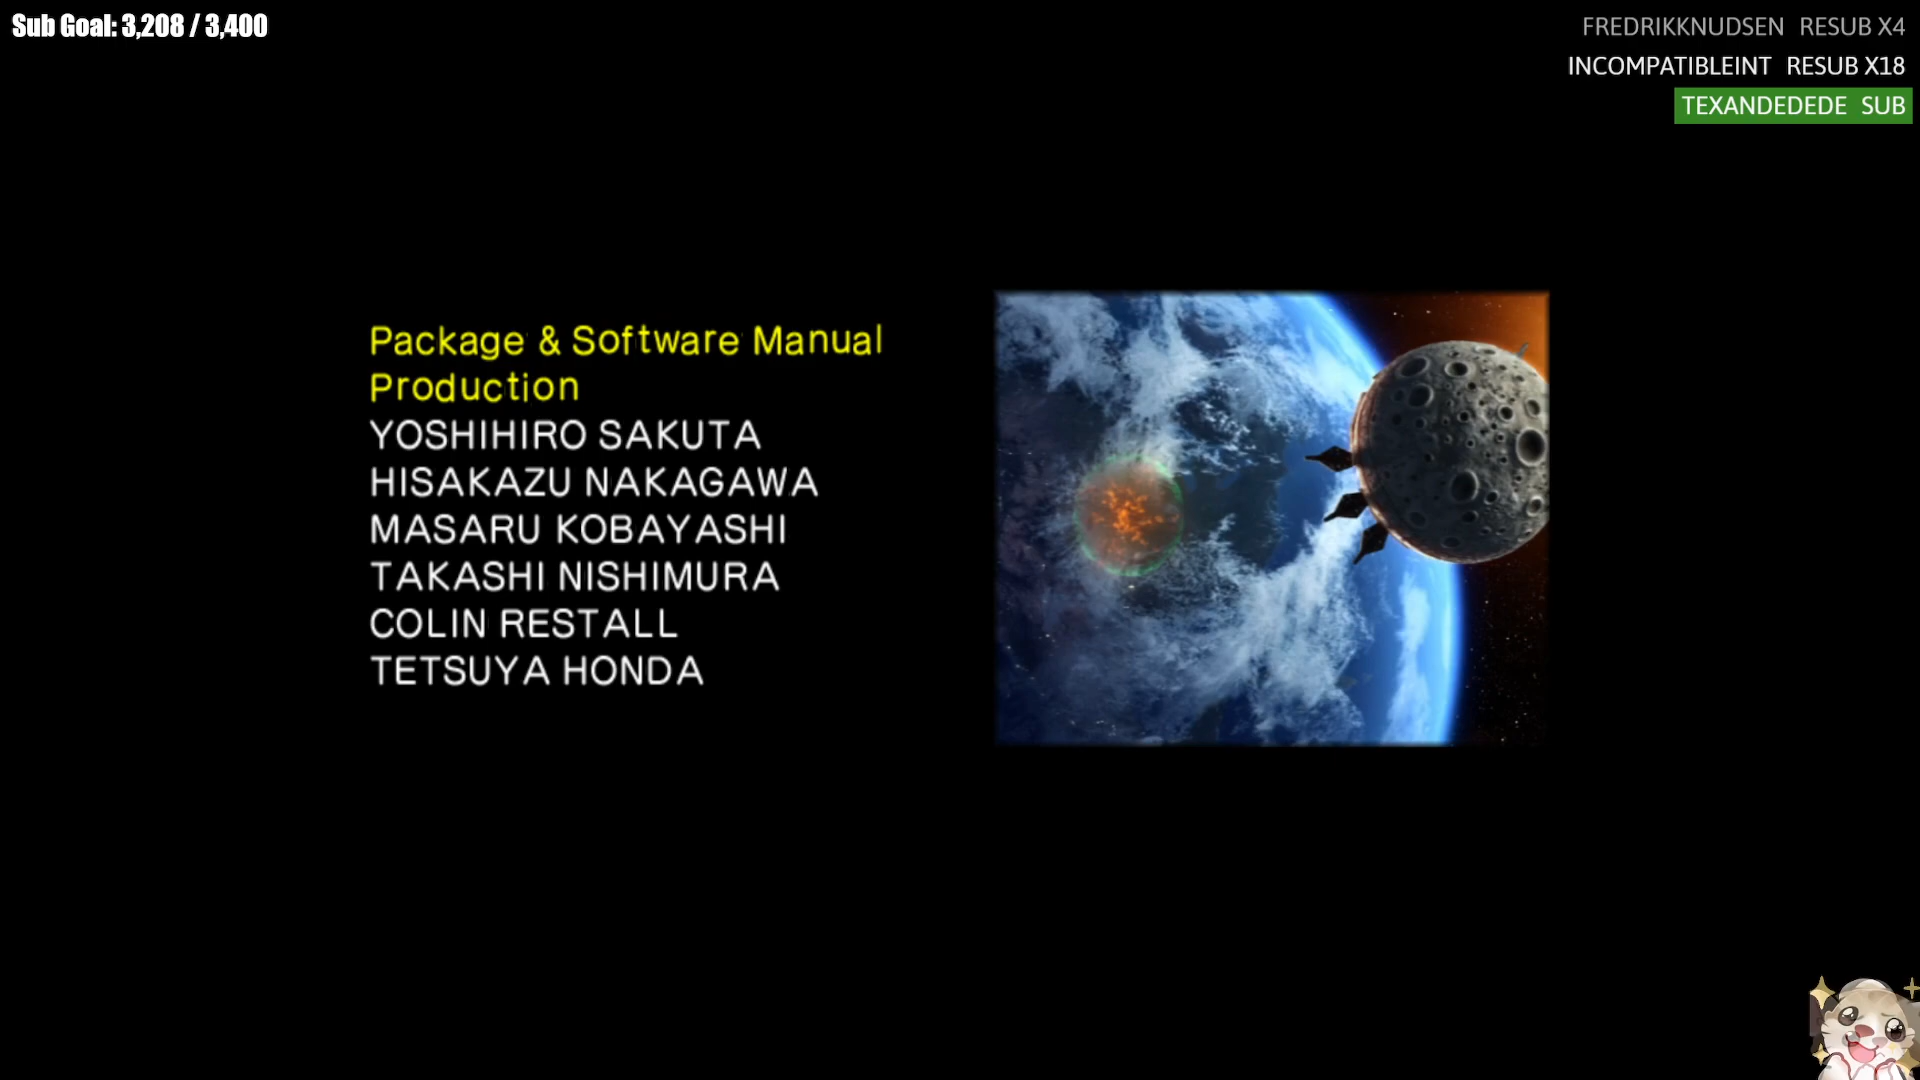 Sub Goal: 3,208 / 3,400
FREDRIKKNUDSEN RESUB X4
INCOMPATIBLEINT RESUB X18
TEXANDEDEDE SUB
Package & Software Manual
Production
YOSHIHIRO SAKUTA
HISAKAZU NAKAGAWA
MASARU KOBAYASHI
TAKASHI NISHIMURA
COLIN RESTALL
TETSUYA HONDA